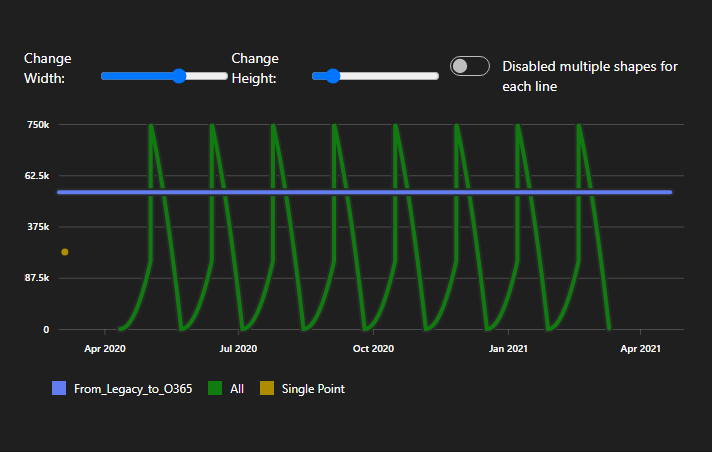 Change
Width:
Change
Height:
Disabled multiple shapes for
each line
750k
62.5k
375k
87.5k
0
Apr 2020
Jul 2020
Oct 2020
Jan 2021
Apr 2021
From_Legacy_to_O365
All
Single Point